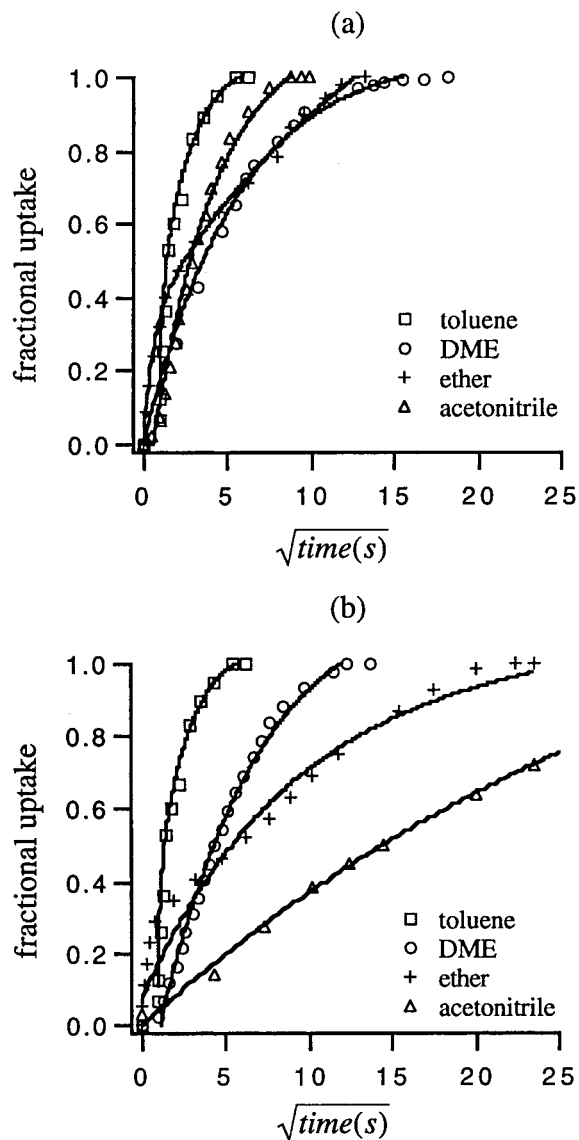 (a)
fractional uptake
1.0
0.8
0.6
0.4
0.2
0.0
toluene
DME
ether
acetonitrile
0 5 10 15 20 25
√time(s)
(b)
fractional uptake
1.0
0.8
0.6
0.4
0.2
0.0
toluene
DME
ether
acetonitrile
0 5 10 15 20 25
√time(s)